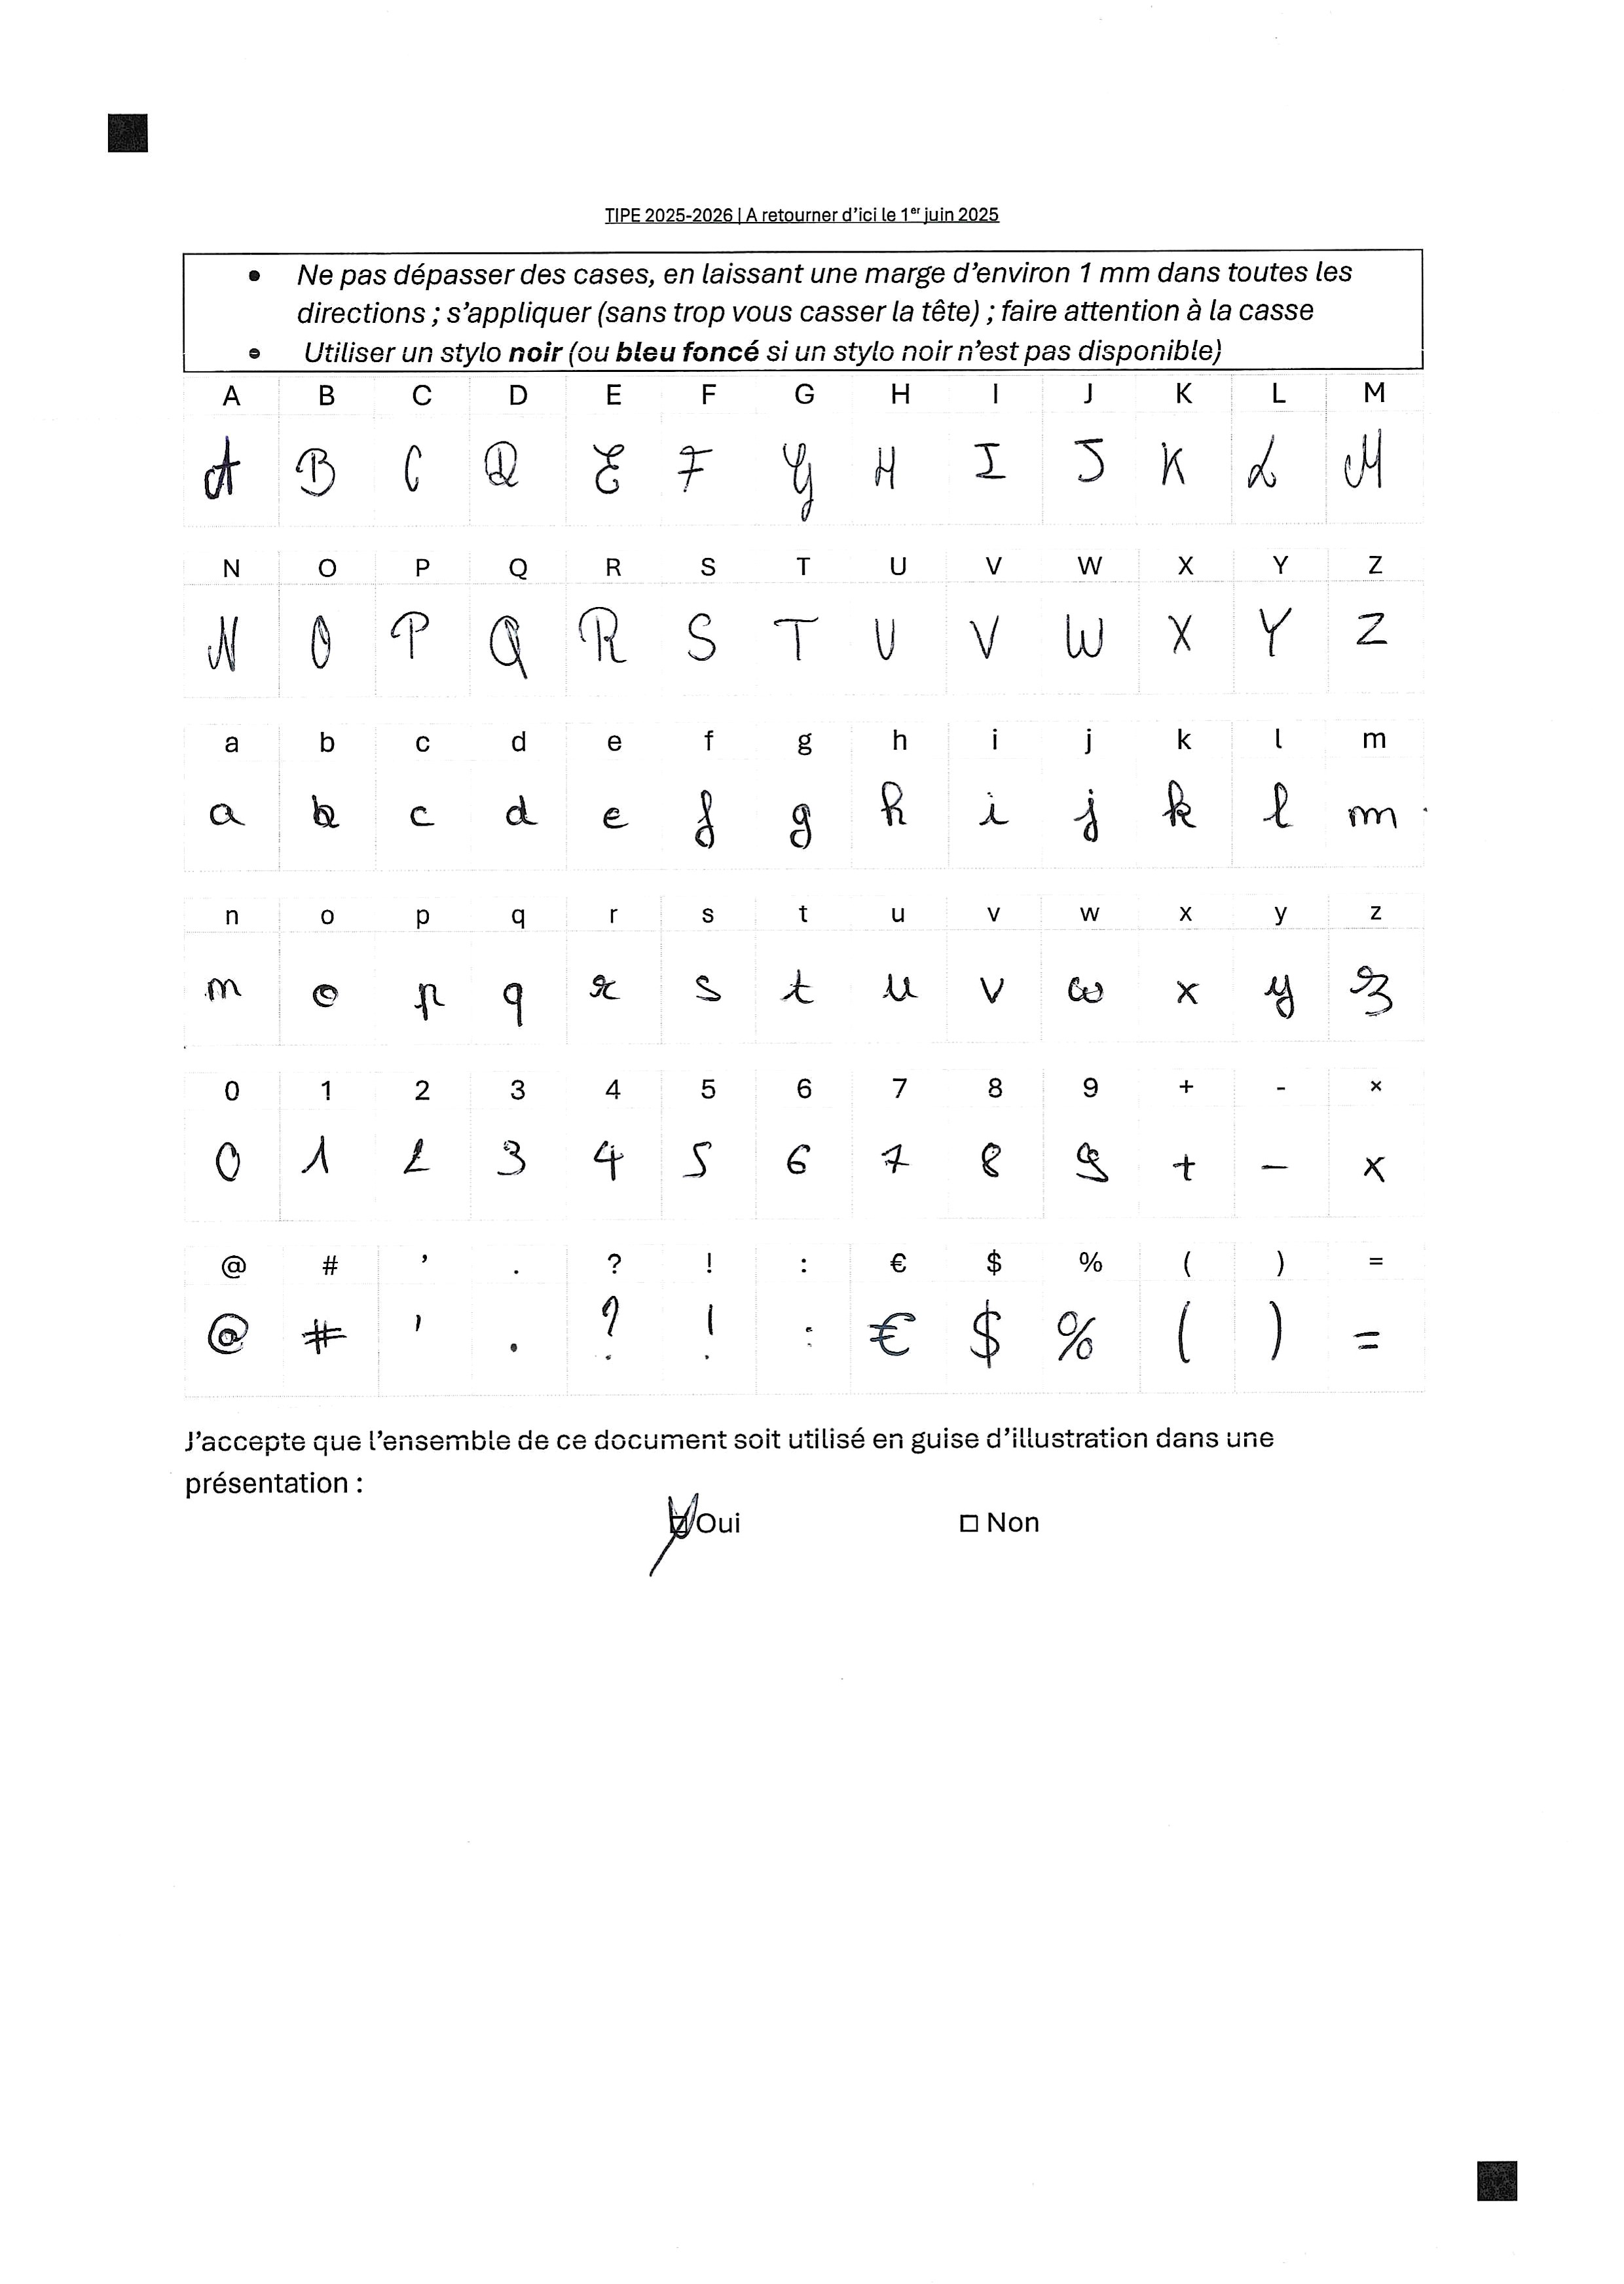 TIPE 2025-2026 | A retourner d'ici le 1er juin 2025
• Ne pas dépasser des cases, en laissant une marge d'environ 1 mm dans toutes les
directions ; s'appliquer (sans trop vous casser la tête) ; faire attention à la casse
• Utiliser un stylo noir (ou bleu foncé si un stylo noir n'est pas disponible)
A B C D E F G H I J K L M
A B C D E F G H I J K L M
N O P Q R S T U V W X Y Z
N O P Q R S T U V W X Y Z
a b c d e f g h i j k l m
a b c d e f g h i j k l m
n o p q r s t u v w x y z
n o p q r s t u v w x y z
0 1 2 3 4 5 6 7 8 9 + - ×
0 1 2 3 4 5 6 7 8 9 + - ×
@ # ' . ? ! : € $ % ( ) =
@ # ' . ? ! : € $ % ( ) =
J'accepte que l'ensemble de ce document soit utilisé en guise d'illustration dans une
présentation :
☑ Oui ☐ Non